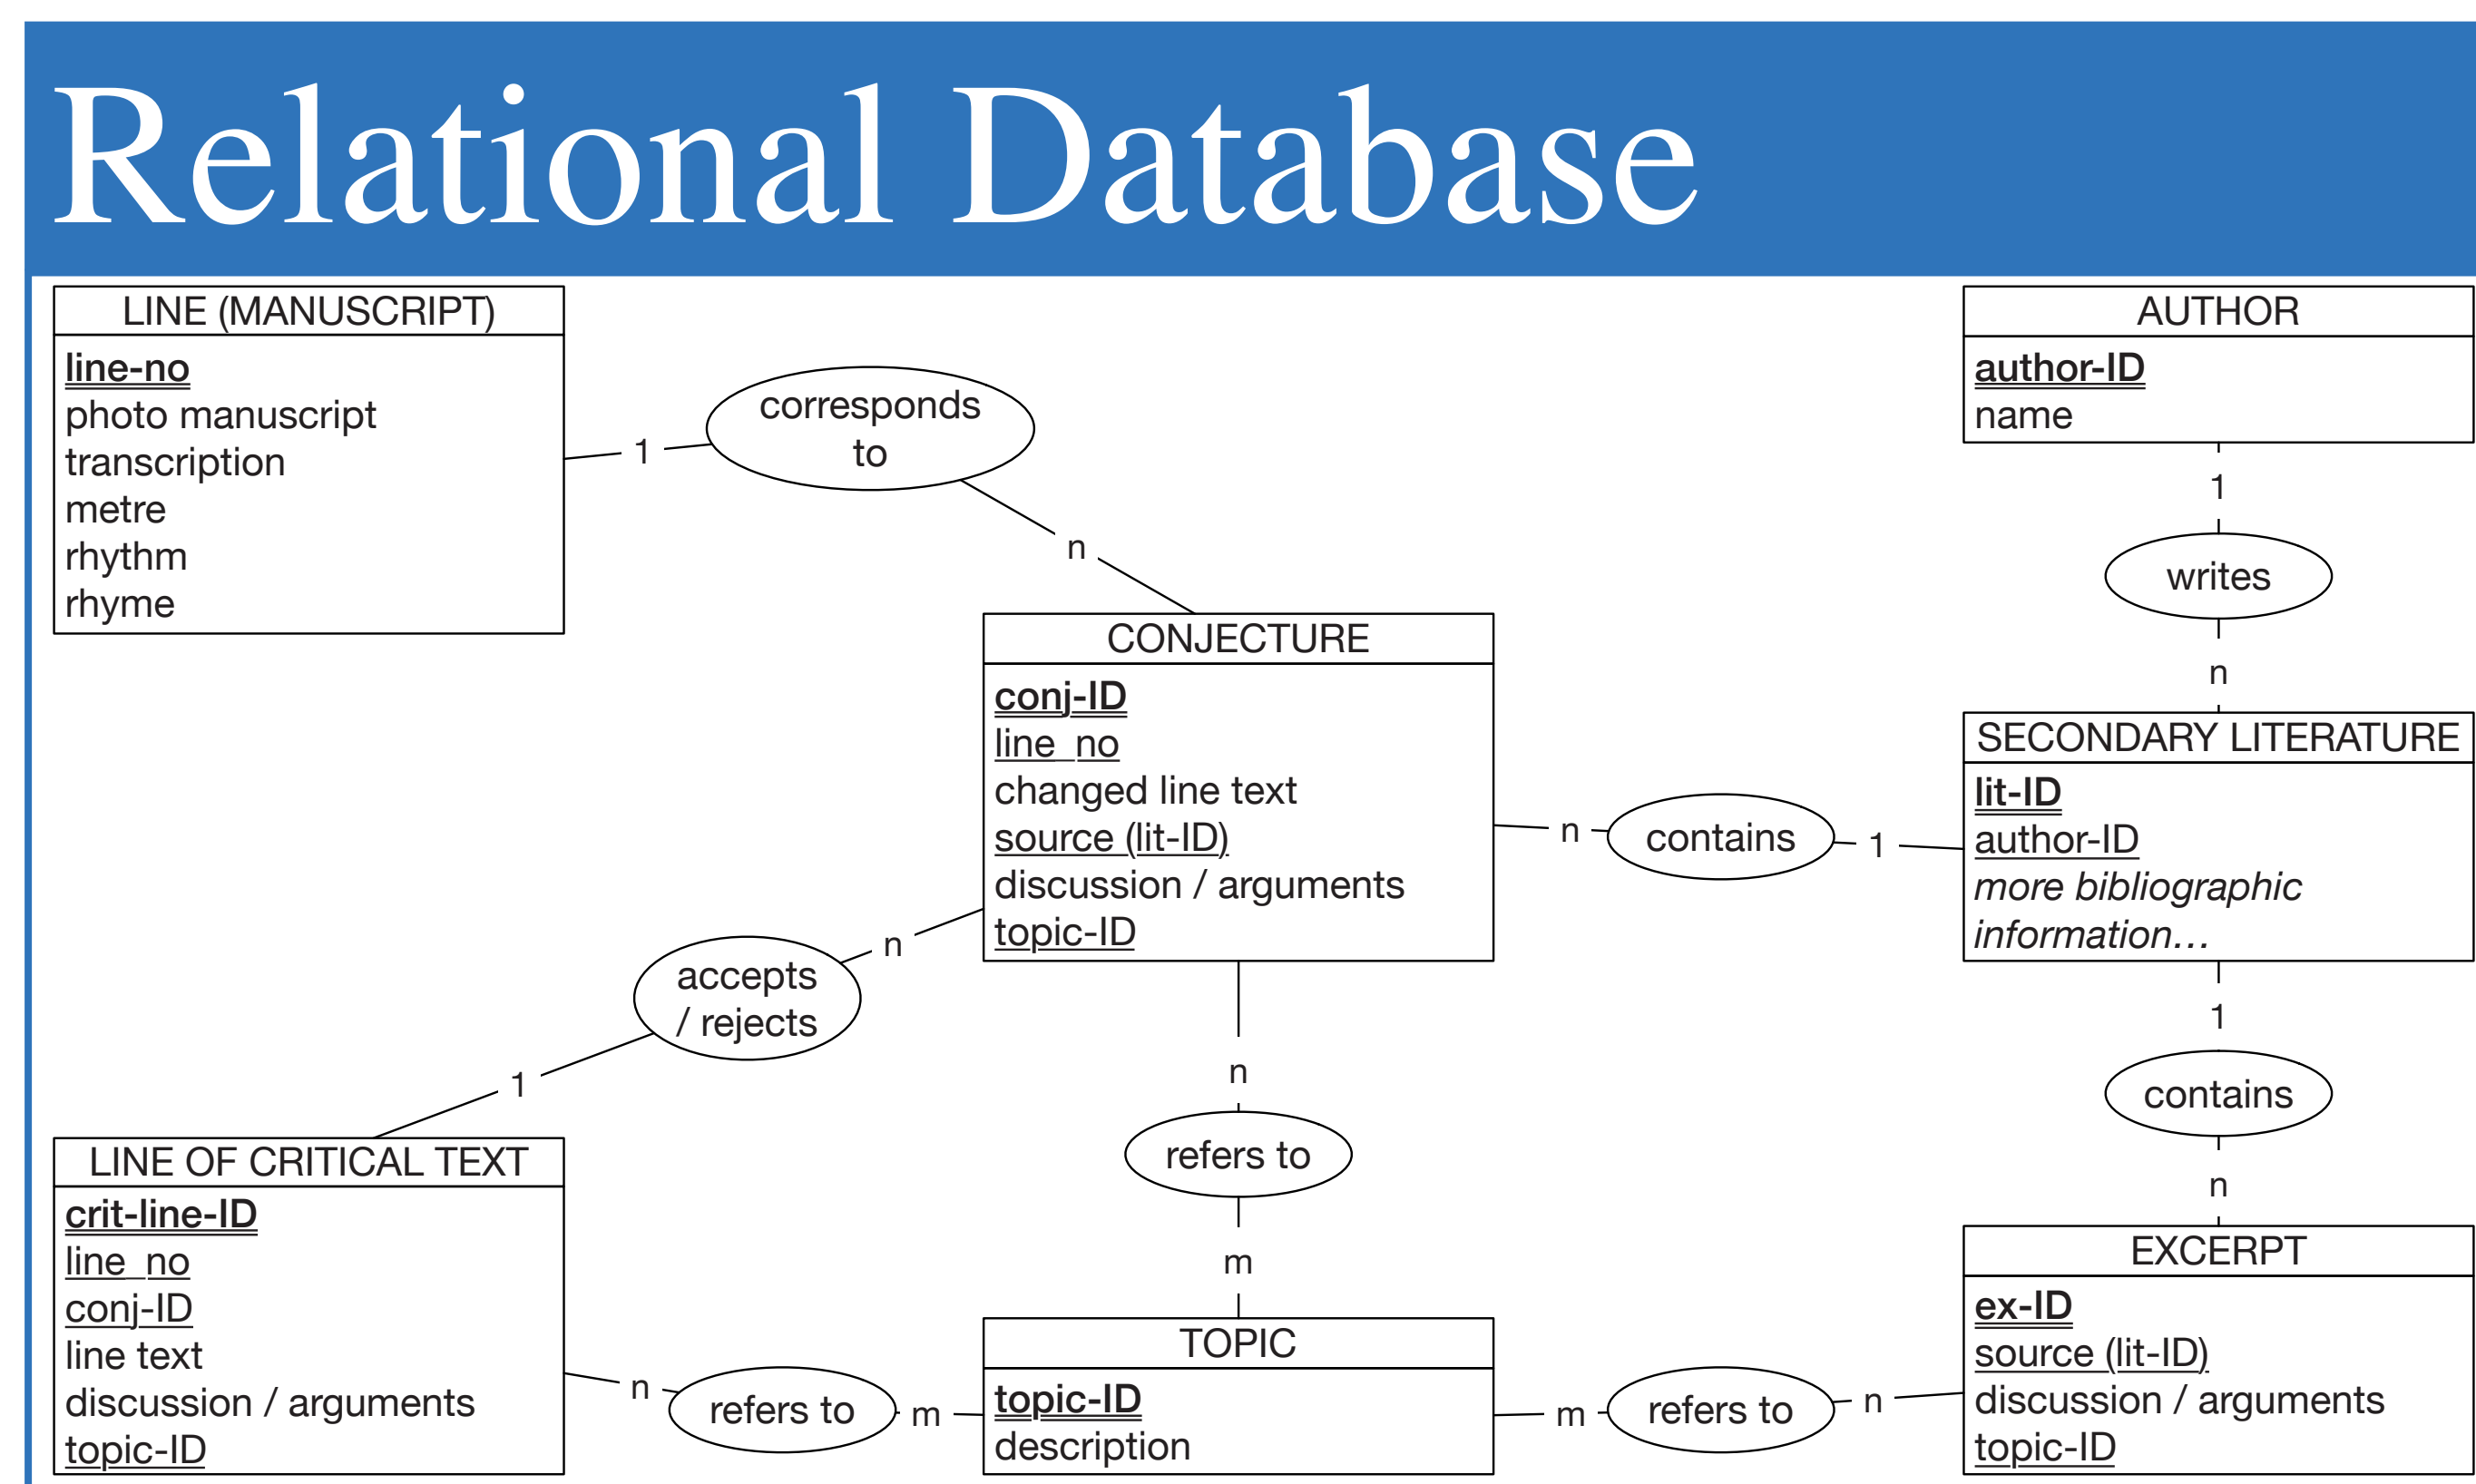 Relational Database
LINE (MANUSCRIPT)
line-no
photo manuscript
transcription
metre
rhythm
rhyme
1
corresponds
to
n
AUTHOR
author-ID
name
1
writes
n
CONJECTURE
conj-ID
line_no
changed line text
source (lit-ID)
discussion / arguments
topic-ID
n
contains
1
SECONDARY LITERATURE
lit-ID
author-ID
more bibliographic
information…
n
accepts
/ rejects
1
n
refers to
m
1
contains
n
LINE OF CRITICAL TEXT
crit-line-ID
line_no
conj-ID
line text
discussion / arguments
topic-ID
n
refers to
m
TOPIC
topic-ID
description
m
refers to
n
EXCERPT
ex-ID
source (lit-ID)
discussion / arguments
topic-ID